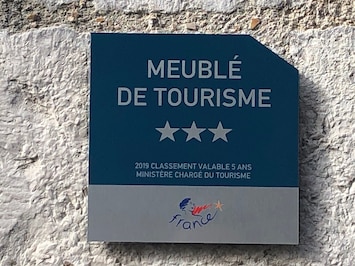 MEUBLÉ
DE TOURISME
2019 CLASSEMENT VALABLE 5 ANS
MINISTÈRE CHARGÉ DU TOURISME
france